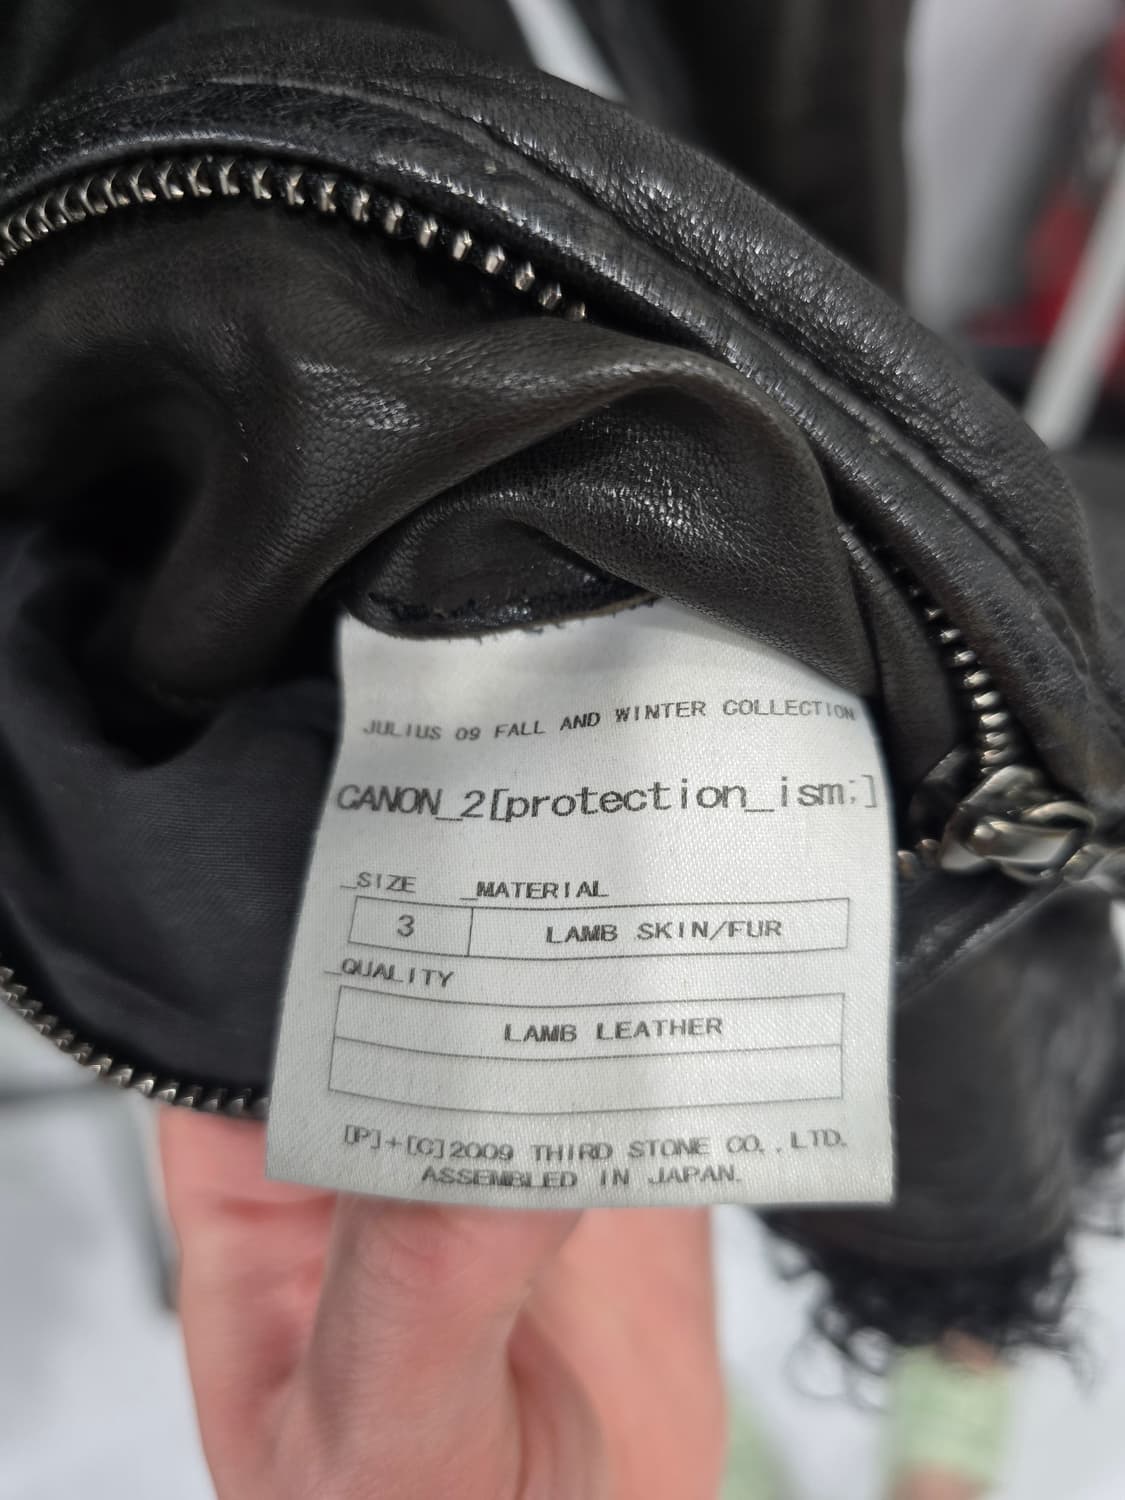 JULIUS 09 FALL AND WINTER COLLECTION
CANON_2[protection_ism;]
_SIZE _MATERIAL
3 LAMB SKIN/FUR
_QUALITY
LAMB LEATHER
[P]+[C]2009 THIRD STONE CO.,LTD.
ASSEMBLED IN JAPAN.